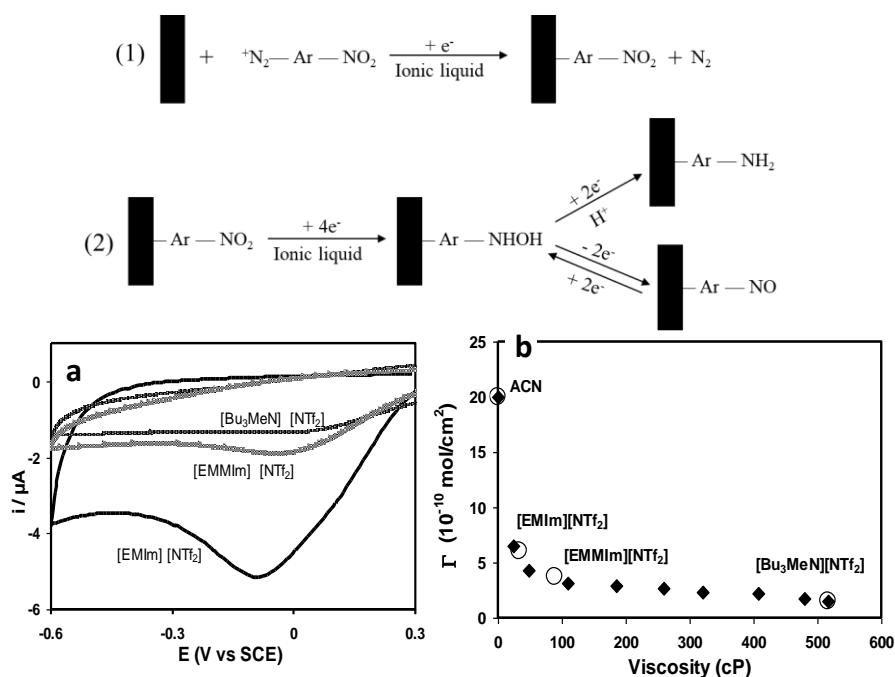 (1) + ⁺N₂—Ar—NO₂ + e⁻ Ionic liquid —Ar—NO₂ + N₂
—Ar—NH₂
+ 2e⁻
H⁺
(2) —Ar—NO₂ + 4e⁻ Ionic liquid —Ar—NHOH
- 2e⁻
+ 2e⁻
—Ar—NO
a
0
-2
-4
-6
i / µA
[Bu₃MeN] [NTf₂]
[EMMIm] [NTf₂]
[EMIm] [NTf₂]
-0.6 -0.3 0 0.3
E (V vs SCE)
b
25
20
15
10
5
0
Γ (10⁻¹⁰ mol/cm²)
ACN
[EMIm][NTf₂]
[EMMIm][NTf₂]
[Bu₃MeN][NTf₂]
0 100 200 300 400 500 600
Viscosity (cP)